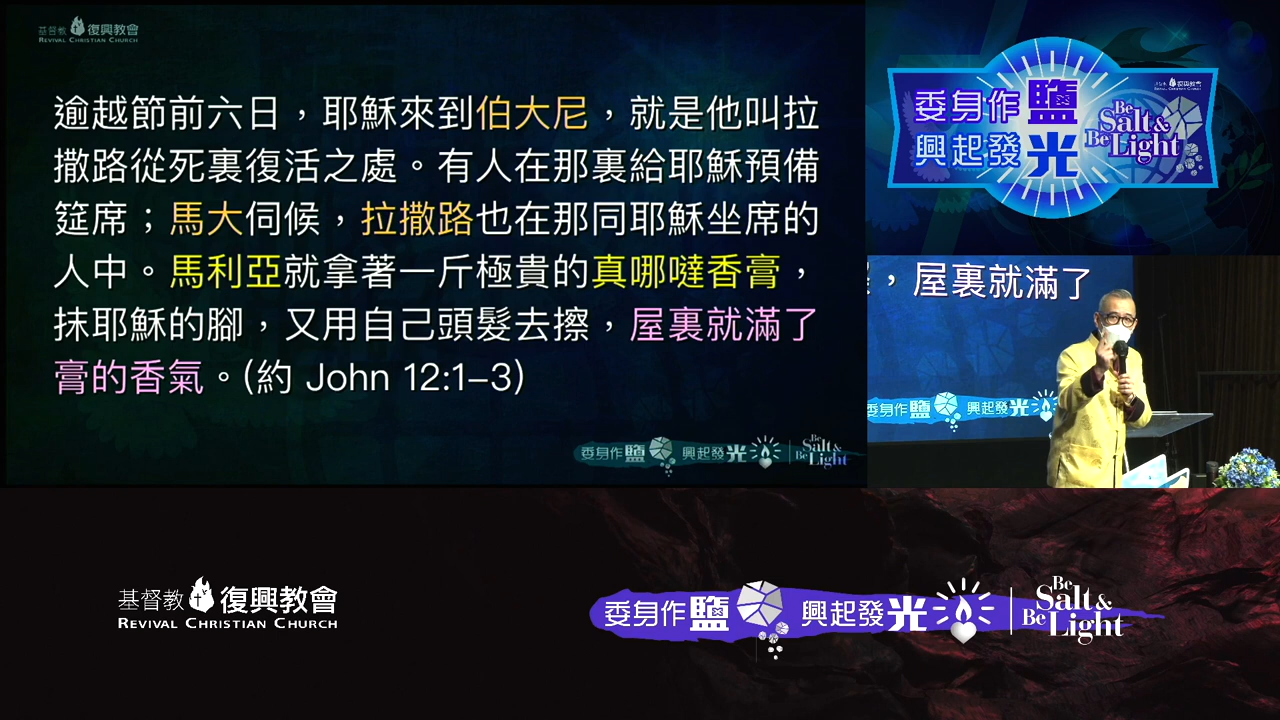 基督教 復興教會
REVIVAL CHRISTIAN CHURCH
逾越節前六日，耶穌來到伯大尼，就是他叫拉
撒路從死裏復活之處。有人在那裏給耶穌預備
筵席；馬大伺候，拉撒路也在那同耶穌坐席的
人中。馬利亞就拿著一斤極貴的真哪噠香膏，
抹耶穌的腳，又用自己頭髮去擦，屋裏就滿了
膏的香氣。(約 John 12:1-3)
委身作鹽 興起發光 Be Salt& Be Light
復興教會
委身作鹽
興起發光
Be
Salt&
Be Light
，屋裏就滿了
委身作鹽 興起發光
基督教 復興教會
REVIVAL CHRISTIAN CHURCH
委身作鹽 興起發光
Be
Salt&
Be Light